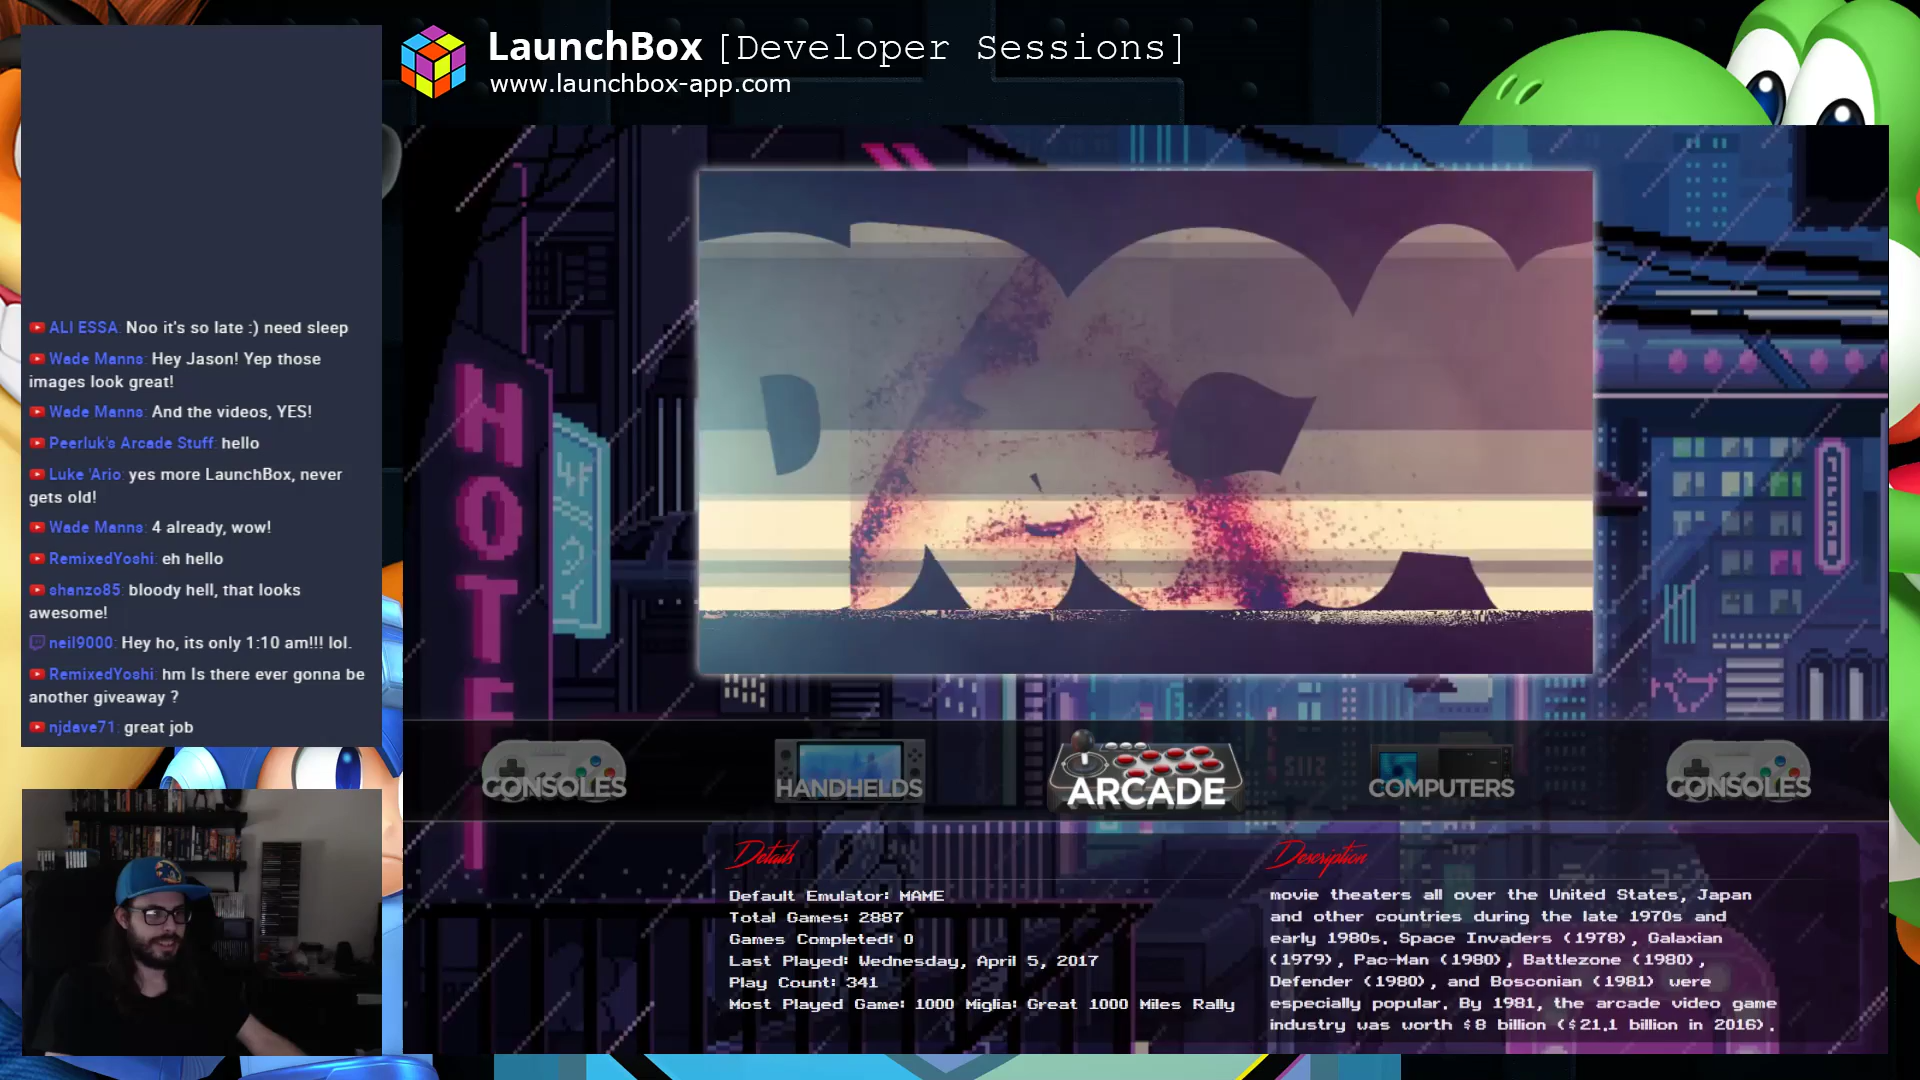 LaunchBox [Developer Sessions]
www.launchbox-app.com
ALI ESSA: Noo it's so late :) need sleep
Wade Manns: Hey Jason! Yep those
images look great!
Wade Manns: And the videos, YES!
Peerluk's Arcade Stuff: hello
Luke 'Ario: yes more LaunchBox, never
gets old!
Wade Manns: 4 already, wow!
RemixedYoshi: eh hello
shanzo85: bloody hell, that looks
awesome!
neil9000: Hey ho, its only 1:10 am!!! lol.
RemixedYoshi: hm Is there ever gonna be
another giveaway ?
njdave71: great job
HOTE
CONSOLES
HANDHELDS
ARCADE
COMPUTERS
CONSOLES
Details
Default Emulator: MAME
Total Games: 2887
Games Completed: 0
Last Played: Wednesday, April 5, 2017
Play Count: 341
Most Played Game: 1000 Miglia: Great 1000 Miles Rally
Description
movie theaters all over the United States, Japan
and other countries during the late 1970s and
early 1980s. Space Invaders (1978), Galaxian
(1979), Pac-Man (1980), Battlezone (1980),
Defender (1980), and Bosconian (1981) were
especially popular. By 1981, the arcade video game
industry was worth $8 billion ($21.1 billion in 2016).